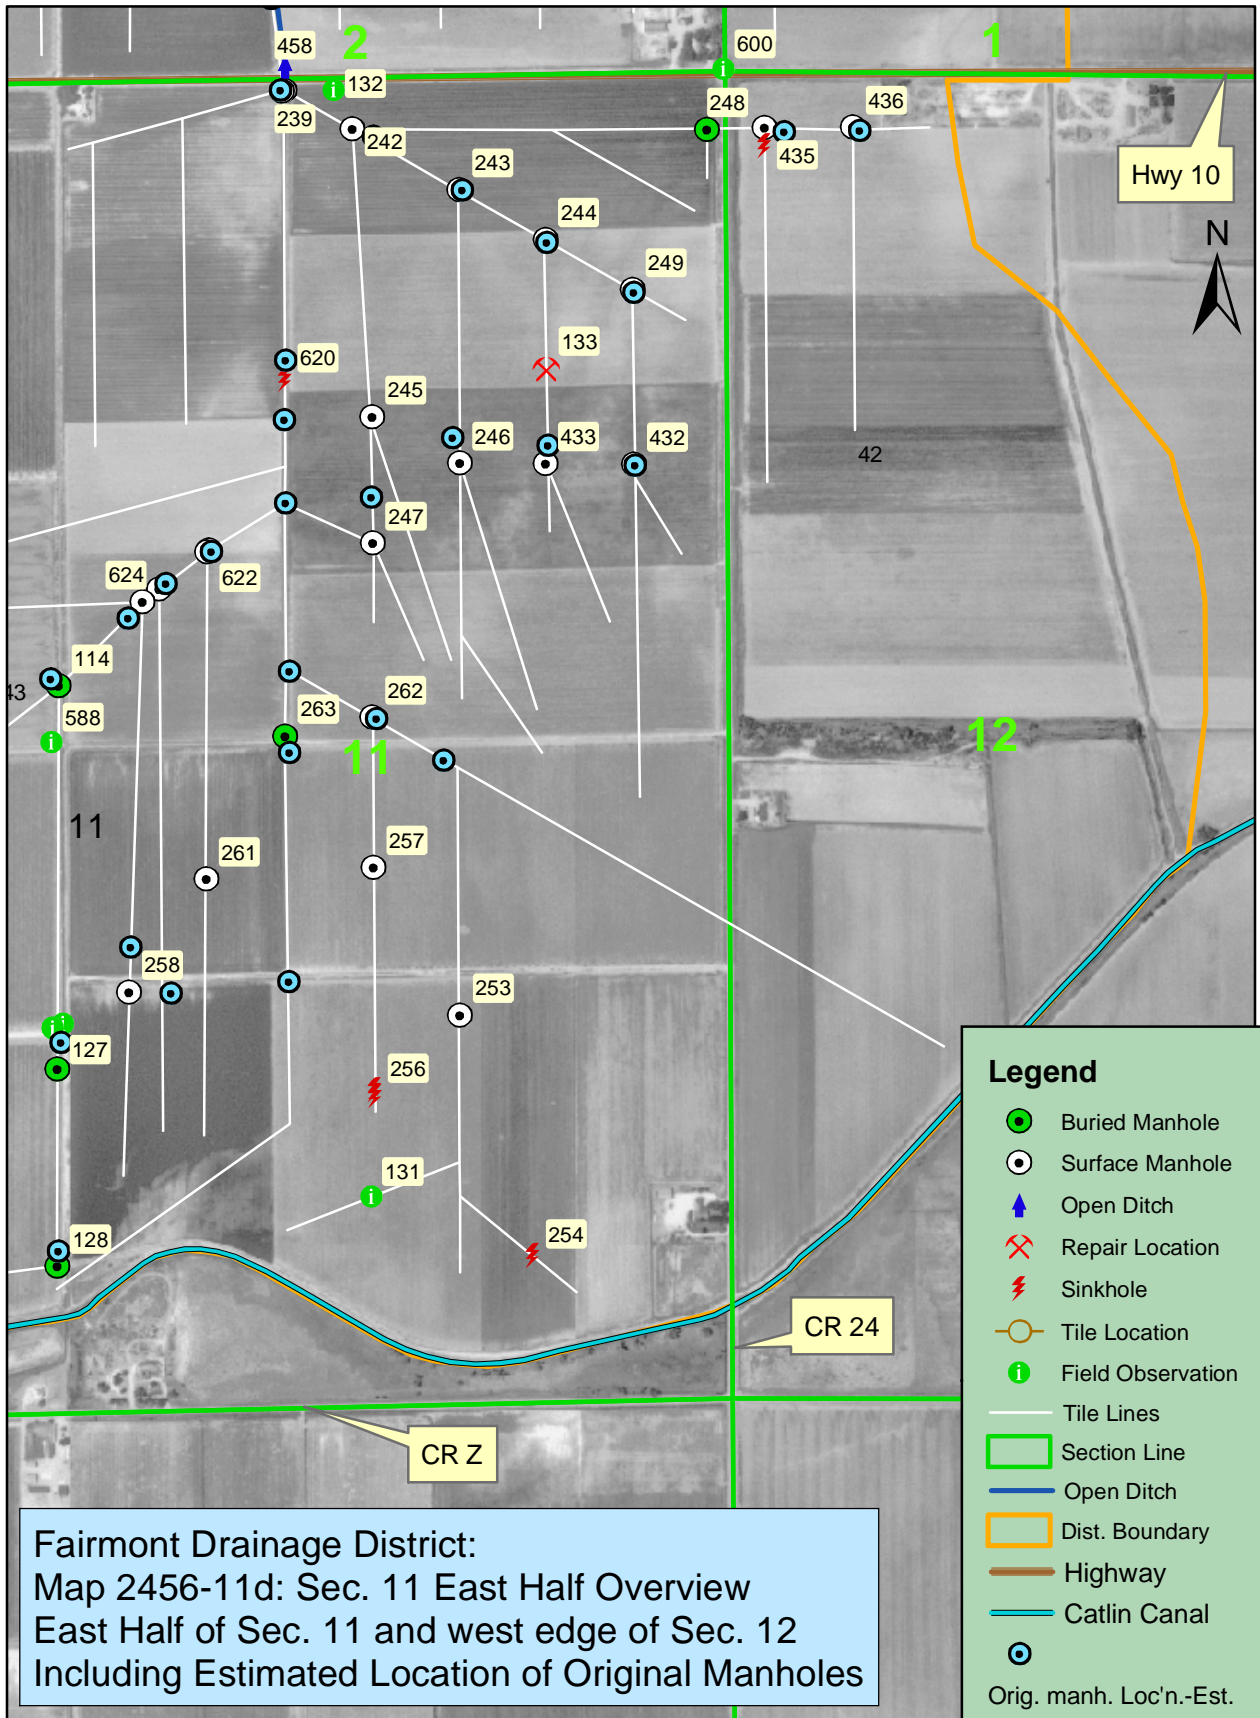 458
2
600
1
132
239
242
248
435
436
Hwy 10
N
243
244
249
133
620
245
246
433
432
42
247
624
622
114
43
588
263
262
11
12
11
261
257
258
253
127
256
131
128
254
CR 24
CR Z
Legend
Buried Manhole
Surface Manhole
Open Ditch
Repair Location
Sinkhole
Tile Location
i Field Observation
Tile Lines
Section Line
Open Ditch
Dist. Boundary
Highway
Catlin Canal
Orig. manh. Loc'n.-Est.
Fairmont Drainage District:
Map 2456-11d: Sec. 11 East Half Overview
East Half of Sec. 11 and west edge of Sec. 12
Including Estimated Location of Original Manholes